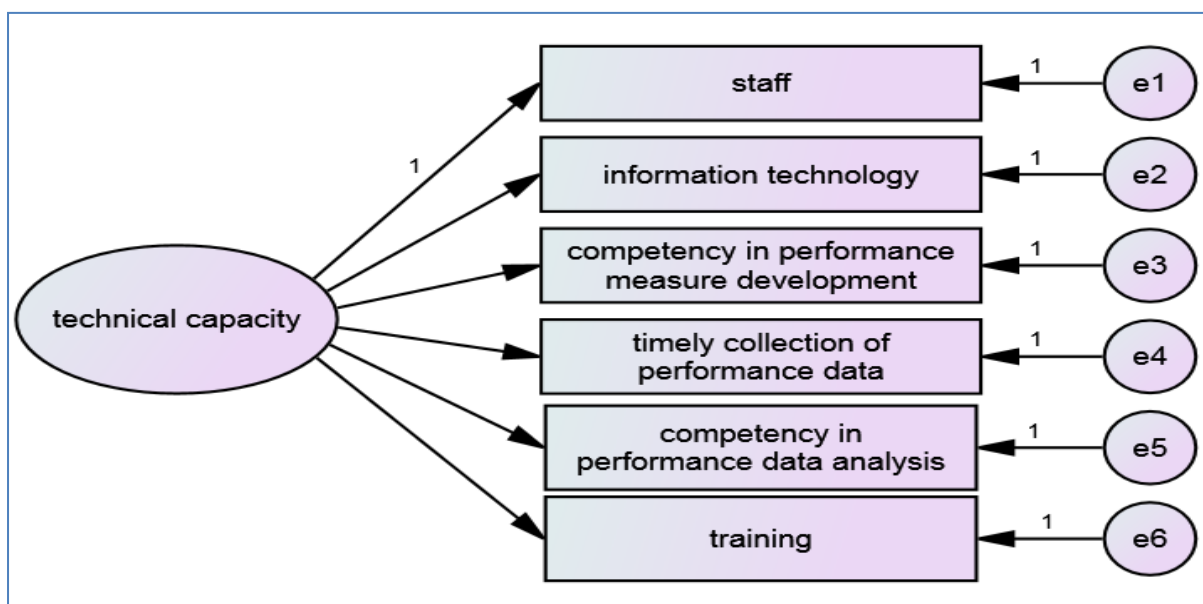 staff
1
e1
1
information technology
1
e2
competency in performance
measure development
1
e3
technical capacity
timely collection of
performance data
1
e4
competency in
performance data analysis
1
e5
training
1
e6